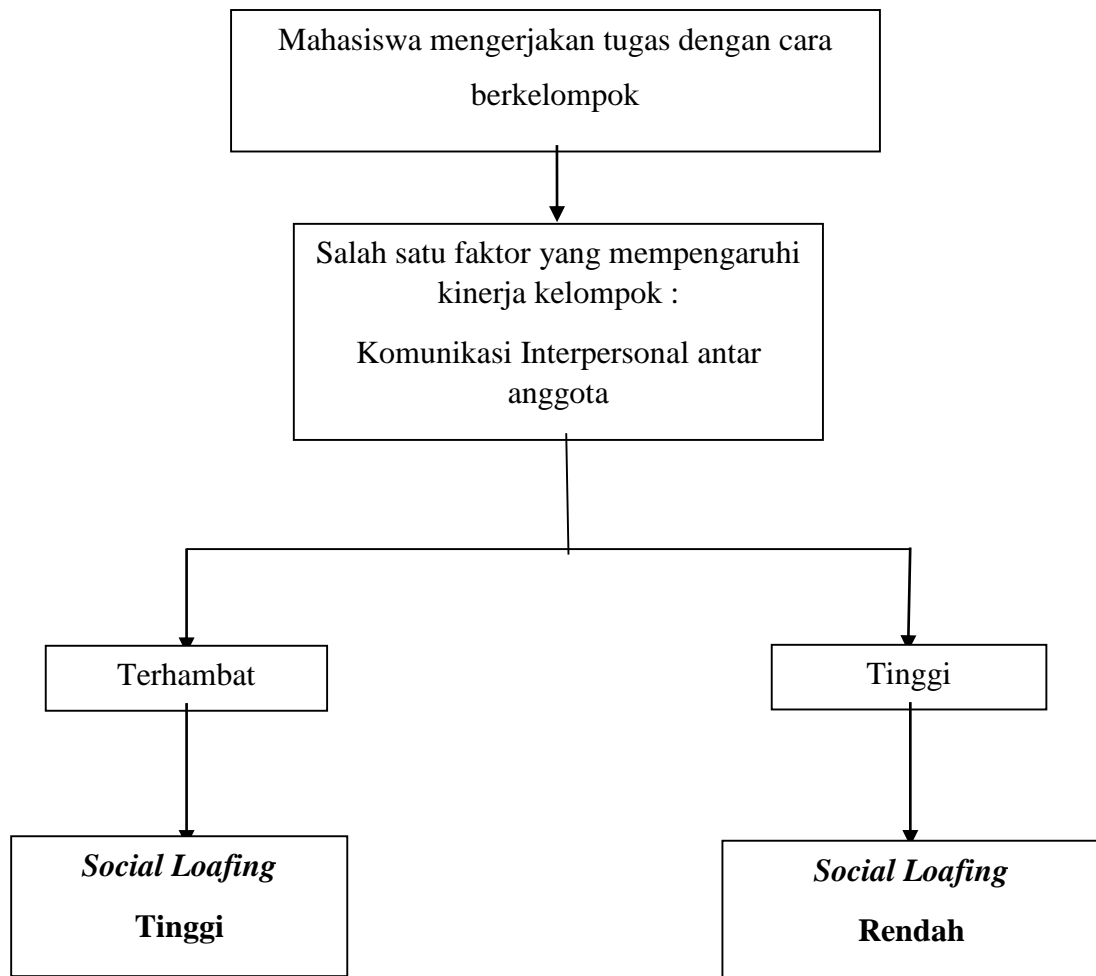 Mahasiswa mengerjakan tugas dengan cara
berkelompok
Salah satu faktor yang mempengaruhi
kinerja kelompok :
Komunikasi Interpersonal antar
anggota
Terhambat
Tinggi
Social Loafing
Tinggi
Social Loafing
Rendah